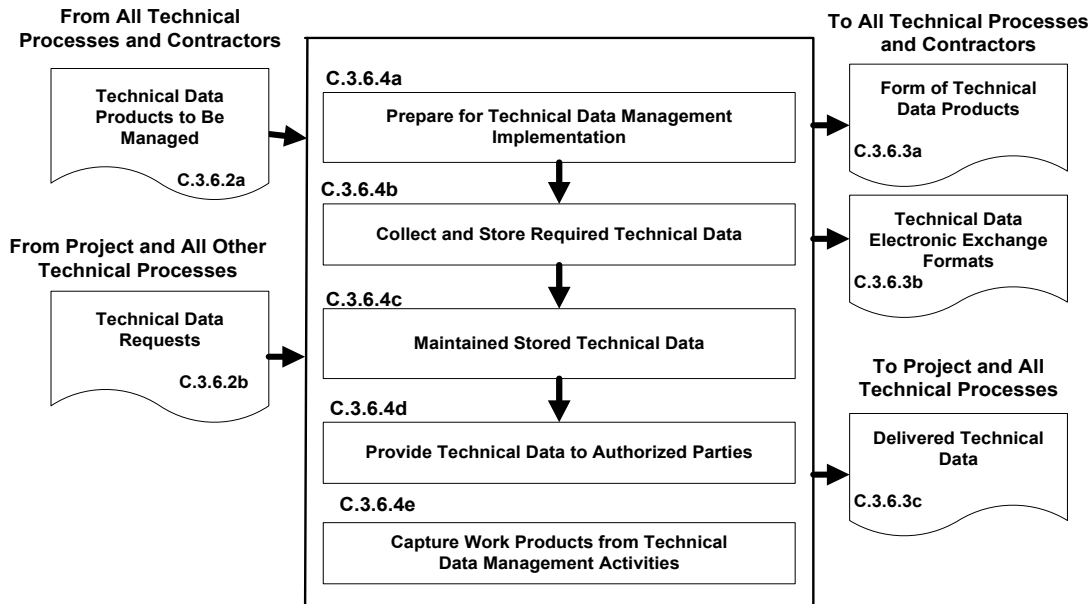 From All Technical
Processes and Contractors
Technical Data
Products to Be
Managed
C.3.6.2a
From Project and All Other
Technical Processes
Technical Data
Requests
C.3.6.2b
C.3.6.4a
Prepare for Technical Data Management
Implementation
C.3.6.4b
Collect and Store Required Technical Data
C.3.6.4c
Maintained Stored Technical Data
C.3.6.4d
Provide Technical Data to Authorized Parties
C.3.6.4e
Capture Work Products from Technical
Data Management Activities
To All Technical Processes
and Contractors
Form of Technical
Data Products
C.3.6.3a
Technical Data
Electronic Exchange
Formats
C.3.6.3b
To Project and All
Technical Processes
Delivered Technical
Data
C.3.6.3c